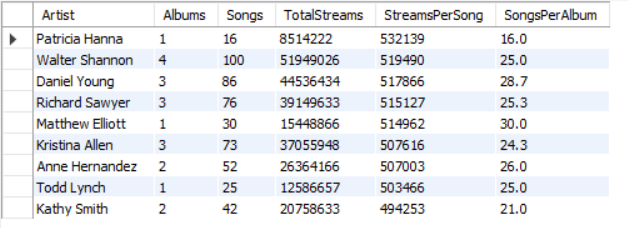 Artist Albums Songs TotalStreams StreamsPerSong SongsPerAlbum
Patricia Hanna 1 16 8514222 532139 16.0
Walter Shannon 4 100 51949026 519490 25.0
Daniel Young 3 86 44536434 517866 28.7
Richard Sawyer 3 76 39149633 515127 25.3
Matthew Elliott 1 30 15448866 514962 30.0
Kristina Allen 3 73 37055948 507616 24.3
Anne Hernandez 2 52 26364166 507003 26.0
Todd Lynch 1 25 12586657 503466 25.0
Kathy Smith 2 42 20758633 494253 21.0